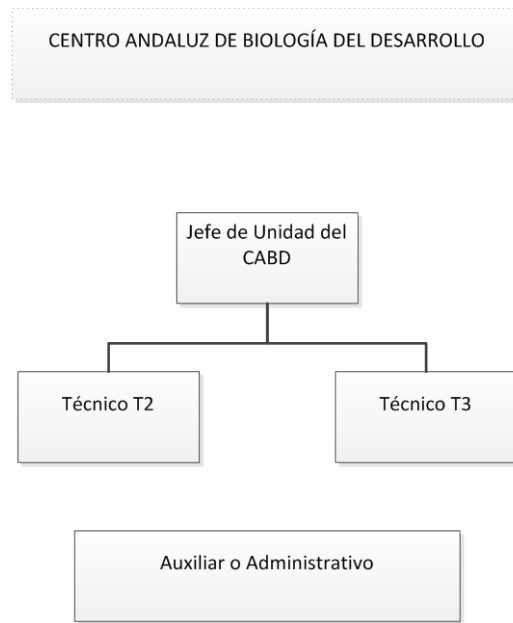 CENTRO ANDALUZ DE BIOLOGÍA DEL DESARROLLO
Jefe de Unidad del
CABD
Técnico T2
Técnico T3
Auxiliar o Administrativo